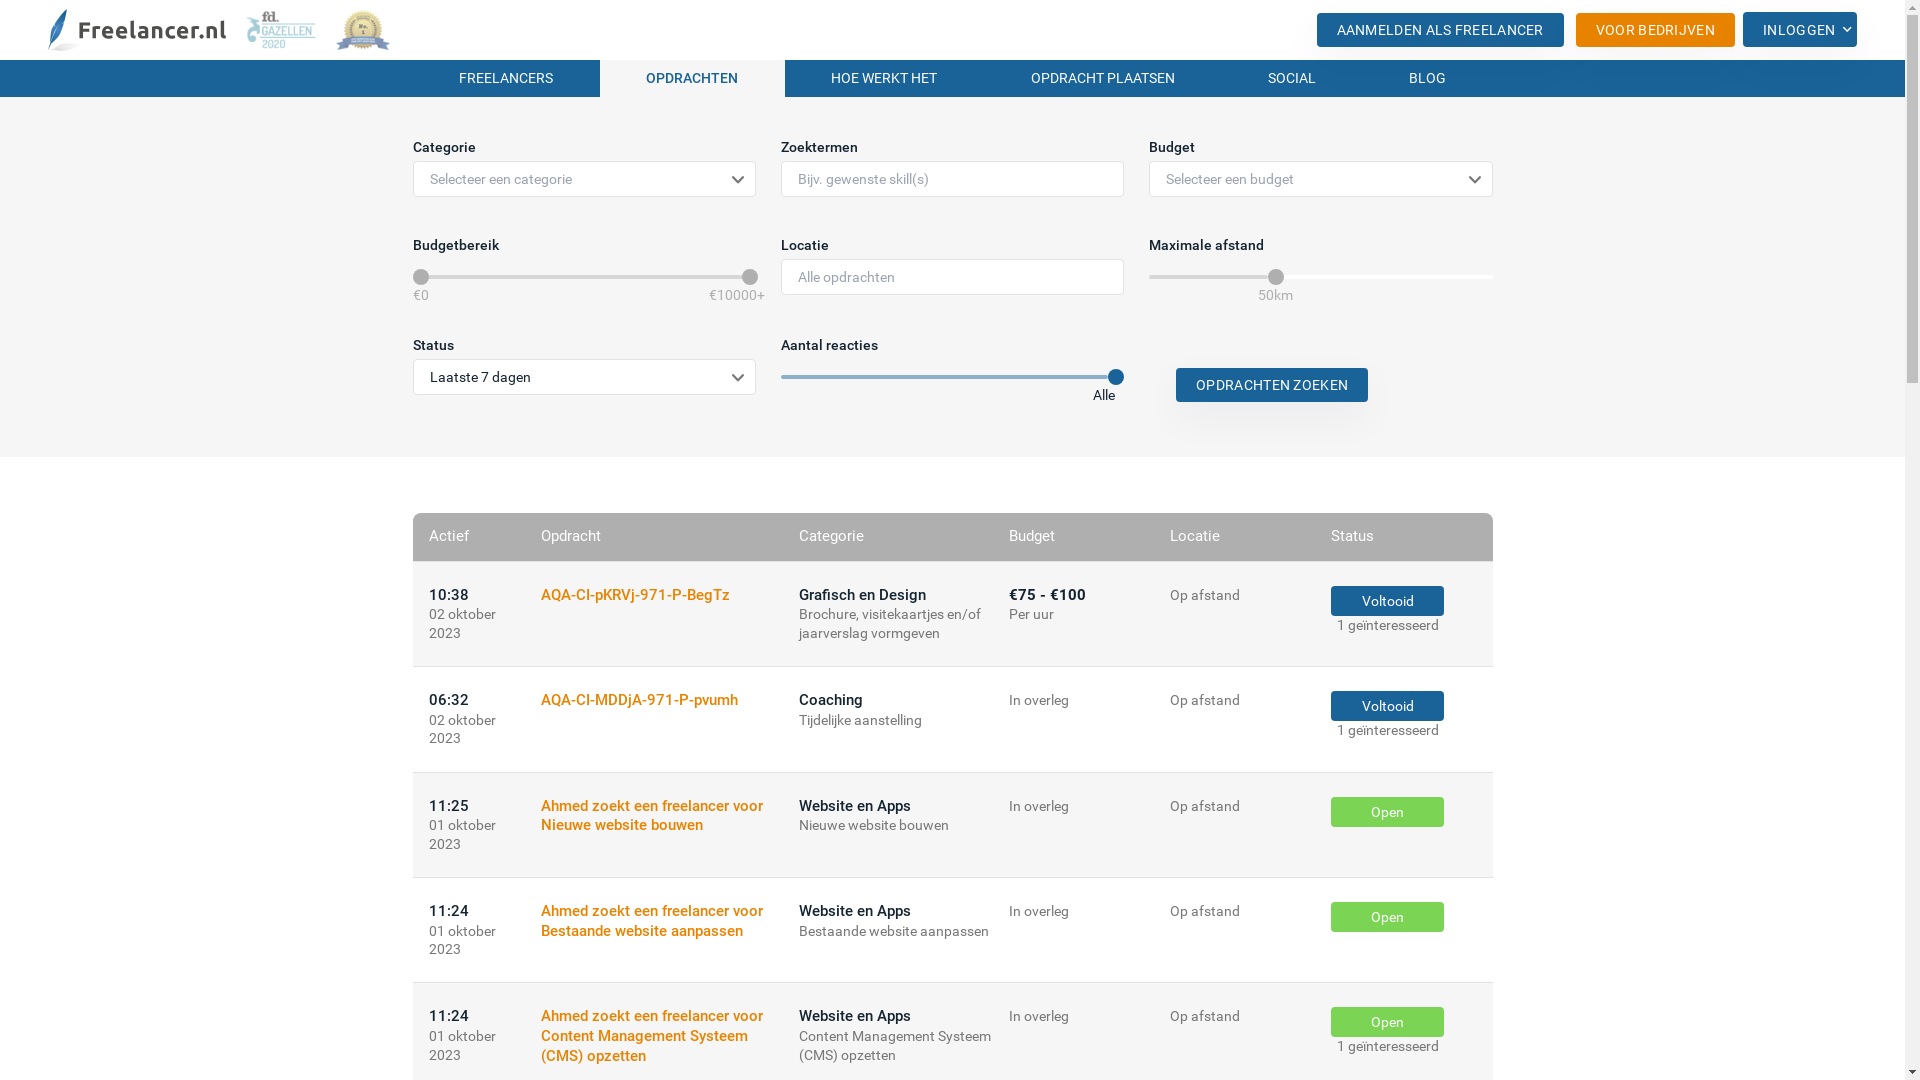 Freelancer.nl
fd.
GAZELLEN
2020
AANMELDEN ALS FREELANCER
VOOR BEDRIJVEN
INLOGGEN
FREELANCERS
OPDRACHTEN
HOE WERKT HET
OPDRACHT PLAATSEN
SOCIAL
BLOG
Categorie
Selecteer een categorie
Zoektermen
Bijv. gewenste skill(s)
Budget
Selecteer een budget
Budgetbereik
€0
€10000+
Locatie
Alle opdrachten
Maximale afstand
50km
Status
Laatste 7 dagen
Aantal reacties
Alle
OPDRACHTEN ZOEKEN
Actief
Opdracht
Categorie
Budget
Locatie
Status
10:38
02 oktober
2023
AQA-CI-pKRVj-971-P-BegTz
Grafisch en Design
Brochure, visitekaartjes en/of
jaarverslag vormgeven
€75 - €100
Per uur
Op afstand
Voltooid
1 geïnteresseerd
06:32
02 oktober
2023
AQA-CI-MDDjA-971-P-pvumh
Coaching
Tijdelijke aanstelling
In overleg
Op afstand
Voltooid
1 geïnteresseerd
11:25
01 oktober
2023
Ahmed zoekt een freelancer voor
Nieuwe website bouwen
Website en Apps
Nieuwe website bouwen
In overleg
Op afstand
Open
11:24
01 oktober
2023
Ahmed zoekt een freelancer voor
Bestaande website aanpassen
Website en Apps
Bestaande website aanpassen
In overleg
Op afstand
Open
11:24
01 oktober
2023
Ahmed zoekt een freelancer voor
Content Management Systeem
(CMS) opzetten
Website en Apps
Content Management Systeem
(CMS) opzetten
In overleg
Op afstand
Open
1 geïnteresseerd